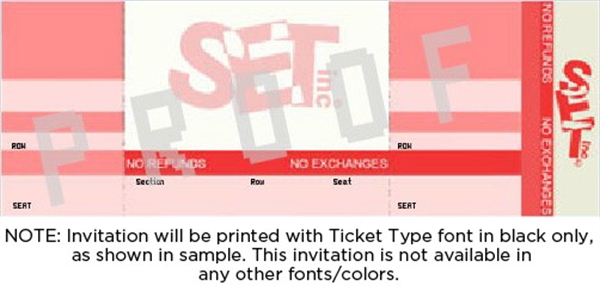 SET
inc
PROOF
ROW
ROW
NO REFUNDS
NO EXCHANGES
Section
Row
Seat
SEAT
SEAT
NO REFUNDS
NO EXCHANGES
SET
inc
NOTE: Invitation will be printed with Ticket Type font in black only,
as shown in sample. This invitation is not available in
any other fonts/colors.